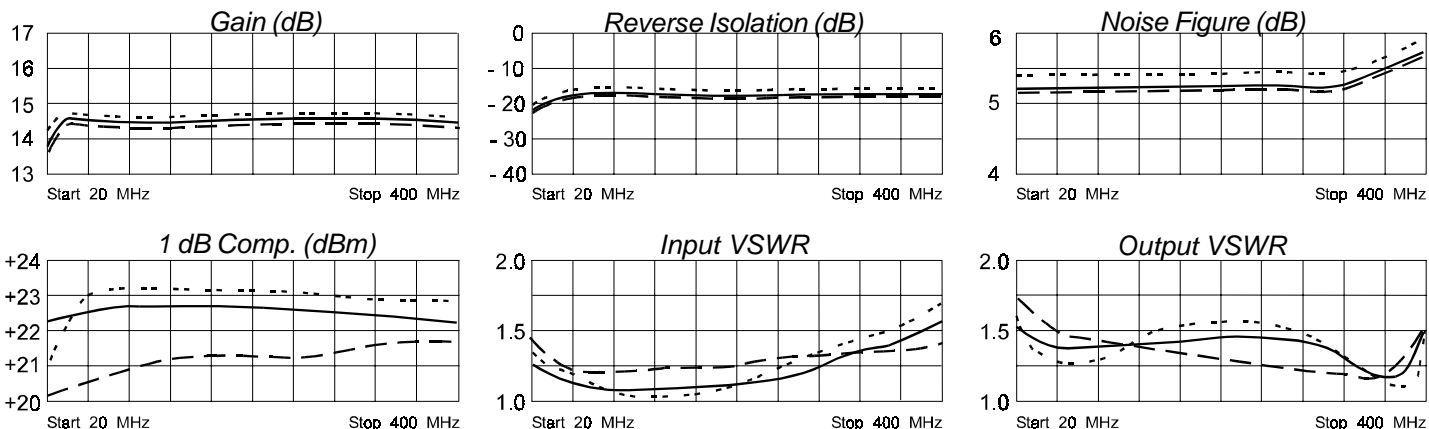 Gain (dB)
17
16
15
14
13
Start 20 MHz Stop 400 MHz
Reverse Isolation (dB)
0
- 10
- 20
- 30
- 40
Start 20 MHz Stop 400 MHz
Noise Figure (dB)
6
5
4
Start 20 MHz Stop 400 MHz
1 dB Comp. (dBm)
+24
+23
+22
+21
+20
Start 20 MHz Stop 400 MHz
Input VSWR
2.0
1.5
1.0
Start 20 MHz Stop 400 MHz
Output VSWR
2.0
1.5
1.0
Start 20 MHz Stop 400 MHz